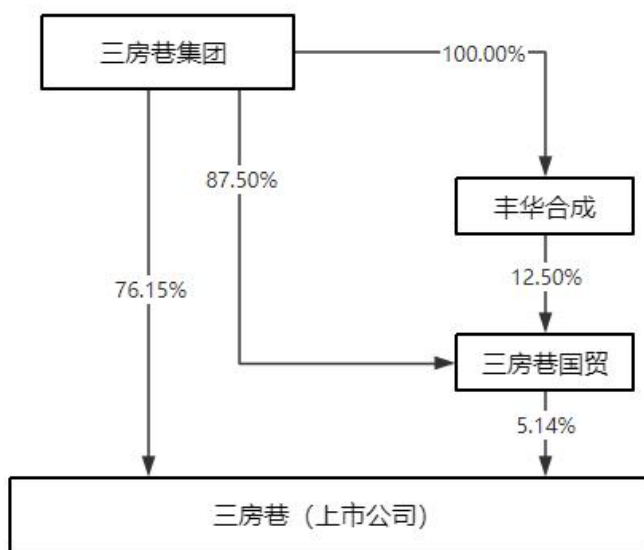 三房巷集团
100.00%
87.50%
丰华合成
76.15%
12.50%
三房巷国贸
5.14%
三房巷（上市公司）